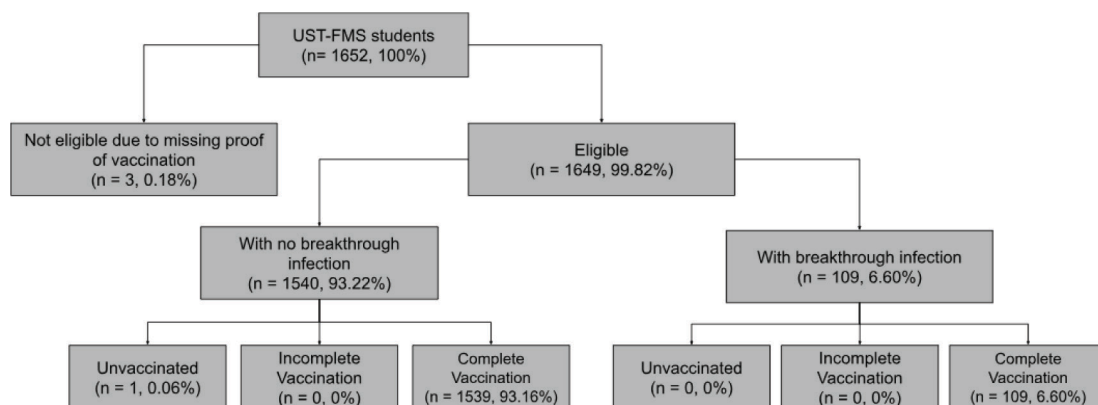 UST-FMS students
(n= 1652, 100%)
Not eligible due to missing proof
of vaccination
(n = 3, 0.18%)
Eligible
(n = 1649, 99.82%)
With no breakthrough
infection
(n = 1540, 93.22%)
With breakthrough infection
(n = 109, 6.60%)
Unvaccinated
(n = 1, 0.06%)
Incomplete
Vaccination
(n = 0, 0%)
Complete
Vaccination
(n = 1539, 93.16%)
Unvaccinated
(n = 0, 0%)
Incomplete
Vaccination
(n = 0, 0%)
Complete
Vaccination
(n = 109, 6.60%)